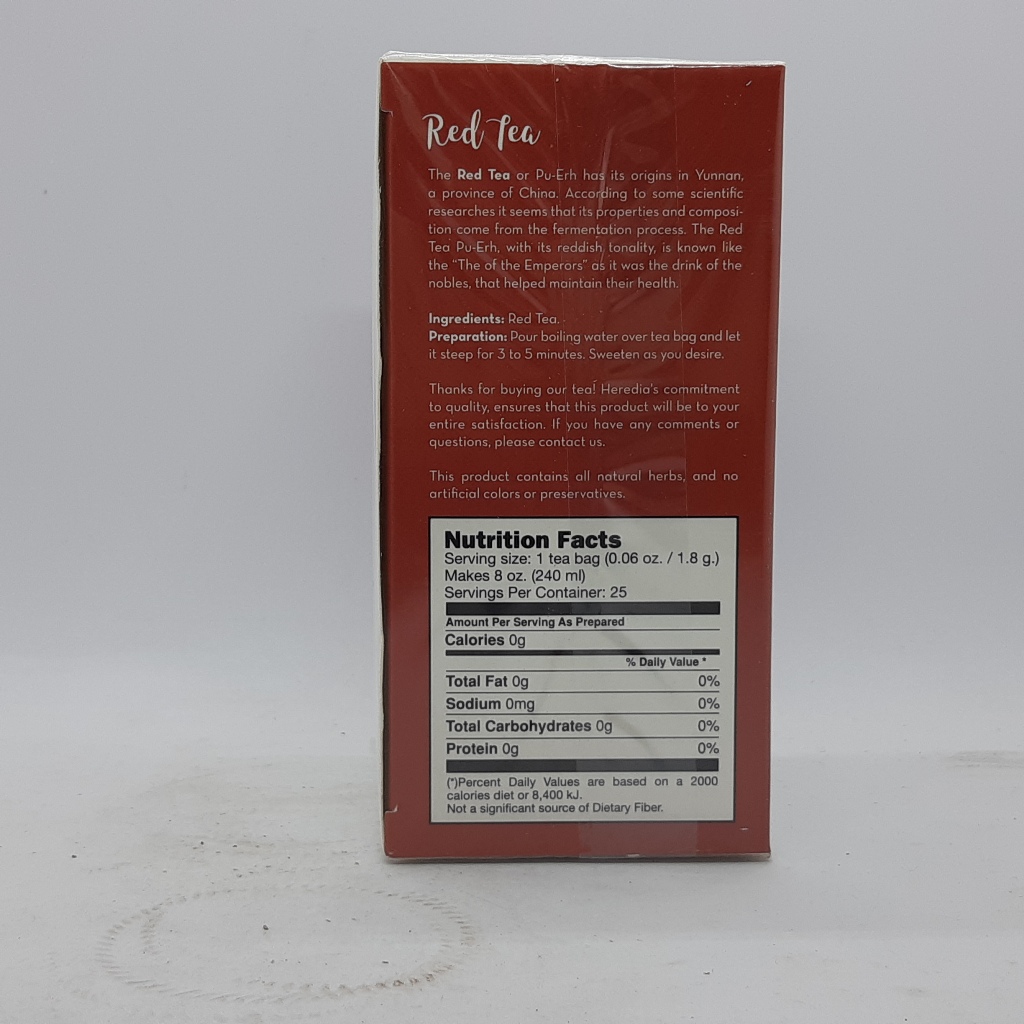 Red Tea
The Red Tea or Pu-Erh has its origins in Yunnan,
a province of China. According to some scientific
researches it seems that its properties and composi-
tion come from the fermentation process. The Red
Tea Pu-Erh, with its reddish tonality, is known like
the "The of the Emperors" as it was the drink of the
nobles, that helped maintain their health.
Ingredients: Red Tea.
Preparation: Pour boiling water over tea bag and let
it steep for 3 to 5 minutes. Sweeten as you desire.
Thanks for buying our tea! Heredia's commitment
to quality, ensures that this product will be to your
entire satisfaction. If you have any comments or
questions, please contact us.
This product contains all natural herbs, and no
artificial colors or preservatives.
Nutrition Facts
Serving size: 1 tea bag (0.06 oz. / 1.8 g.)
Makes 8 oz. (240 ml)
Servings Per Container: 25
Amount Per Serving As Prepared
Calories 0g
% Daily Value *
Total Fat 0g 0%
Sodium 0mg 0%
Total Carbohydrates 0g 0%
Protein 0g 0%
(*)Percent Daily Values are based on a 2000
calories diet or 8,400 kJ.
Not a significant source of Dietary Fiber.